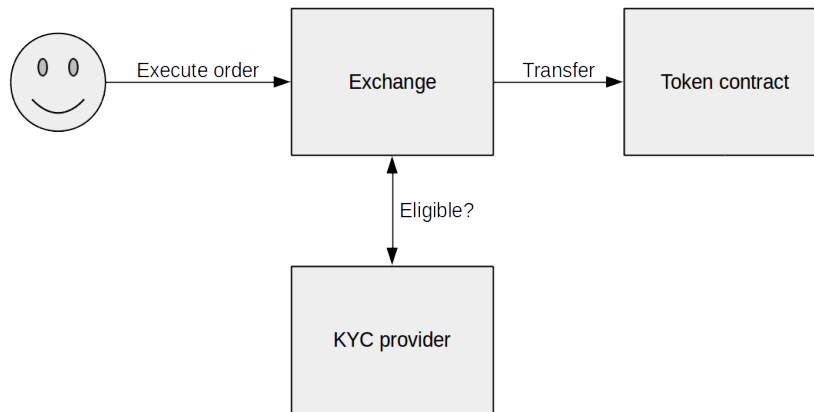 Execute order
Exchange
Transfer
Token contract
Eligible?
KYC provider